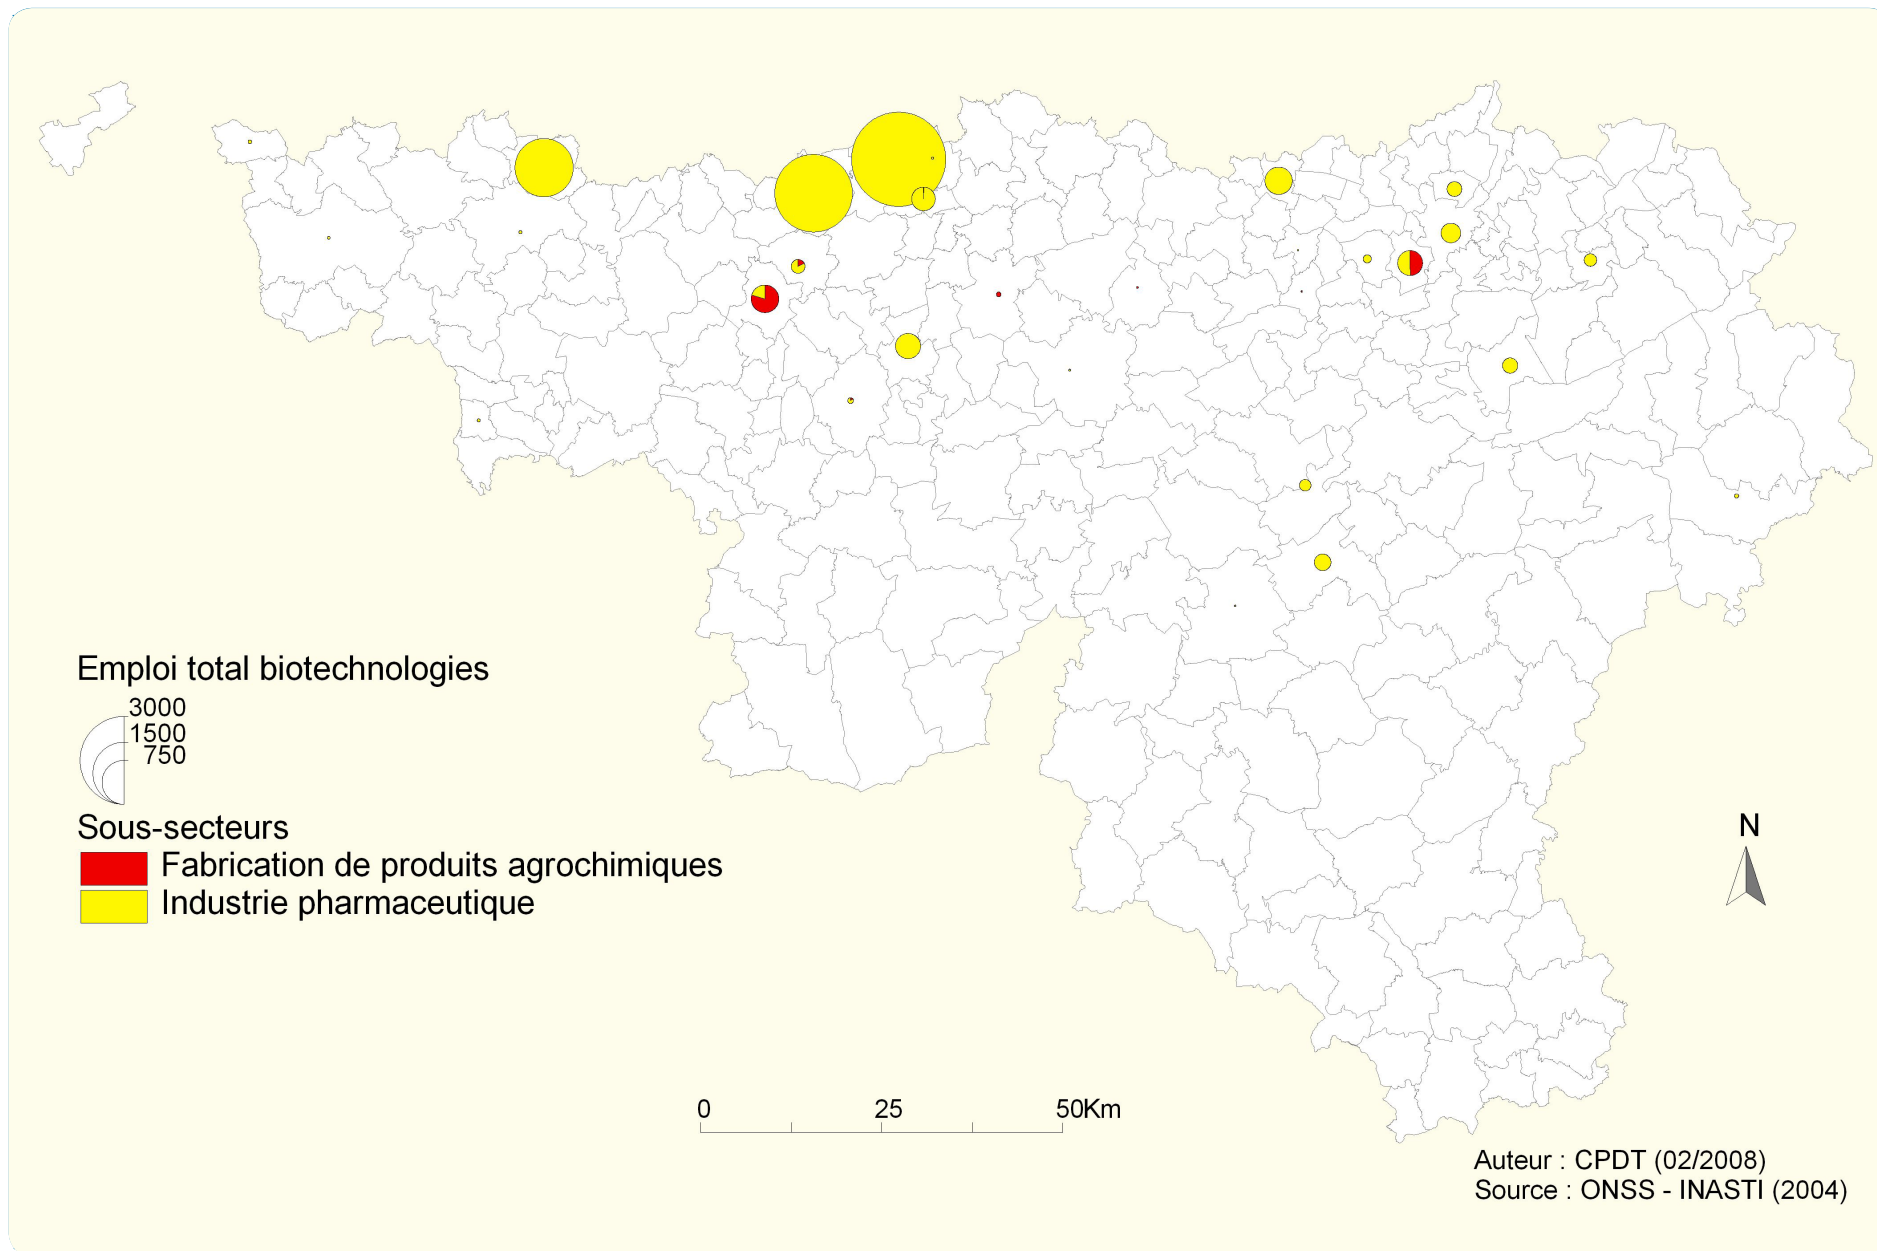 Emploi total biotechnologies
3000
1500
750
Sous-secteurs
Fabrication de produits agrochimiques
Industrie pharmaceutique
N
0 25 50Km
Auteur : CPDT (02/2008)
Source : ONSS - INASTI (2004)